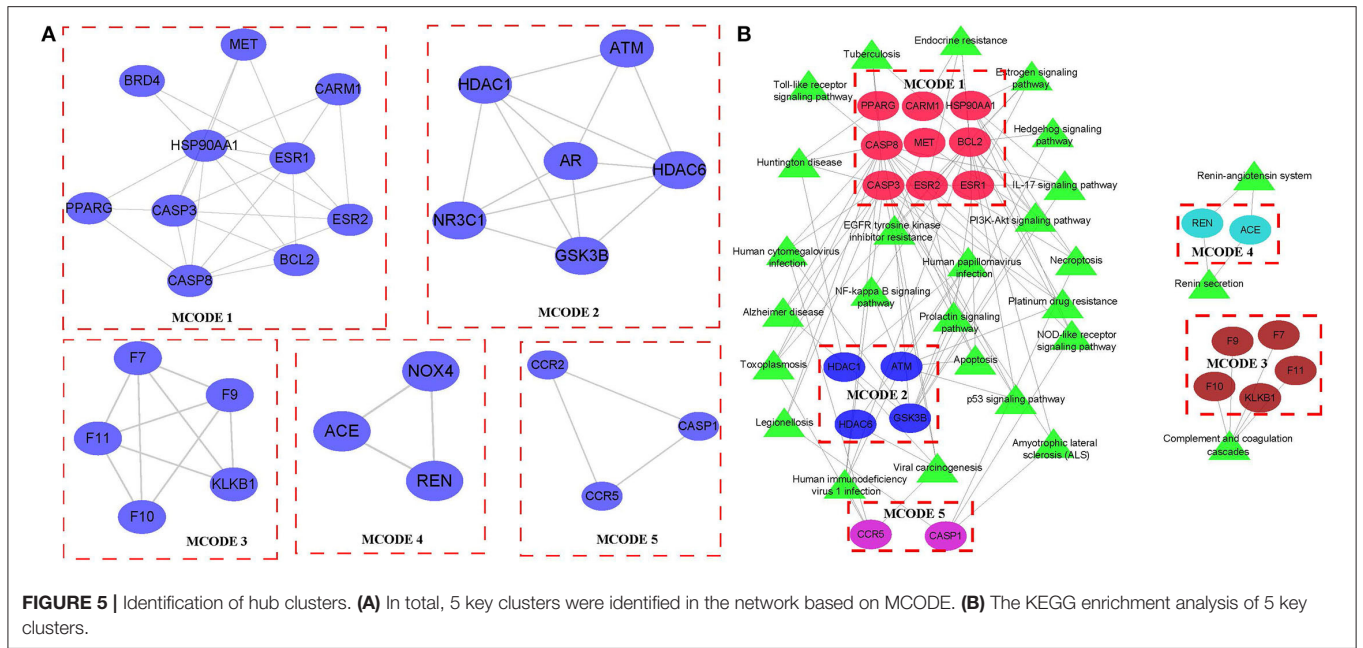 A
MET
BRD4
CARM1
HSP90AA1
ESR1
PPARG
CASP3
ESR2
BCL2
CASP8
MCODE 1
ATM
HDAC1
AR
HDAC6
NR3C1
GSK3B
MCODE 2
F7
F9
F11
KLKB1
F10
MCODE 3
NOX4
ACE
REN
MCODE 4
CCR2
CASP1
CCR5
MCODE 5
B
Endocrine resistance
Tuberculosis
Estrogen signaling
pathway
Toll-like receptor
signaling pathway
MCODE 1
PPARG
CARM1
HSP90AA1
Hedgehog signaling
pathway
CASP8
MET
BCL2
Huntington disease
IL-17 signaling pathway
CASP3
ESR2
ESR1
PI3K-Akt signaling pathway
EGFR tyrosine kinase
inhibitor resistance
Human cytomegalovirus
infection
Human papillomavirus
infection
Necroptosis
NF-kappa B signaling
pathway
Platinum drug resistance
Alzheimer disease
Prolactin signaling
pathway
NOD-like receptor
signaling pathway
Toxoplasmosis
Apoptosis
HDAC1
ATM
MCODE 2
p53 signaling pathway
HDAC6
GSK3B
Legionellosis
Amyotrophic lateral
sclerosis (ALS)
Viral carcinogenesis
Human immunodeficiency
virus 1 infection
MCODE 5
CCR5
CASP1
Renin-angiotensin system
REN
ACE
MCODE 4
Renin secretion
F9
F7
MCODE 3
F11
F10
KLKB1
Complement and coagulation
cascades
FIGURE 5 | Identification of hub clusters. (A) In total, 5 key clusters were identified in the network based on MCODE. (B) The KEGG enrichment analysis of 5 key
clusters.